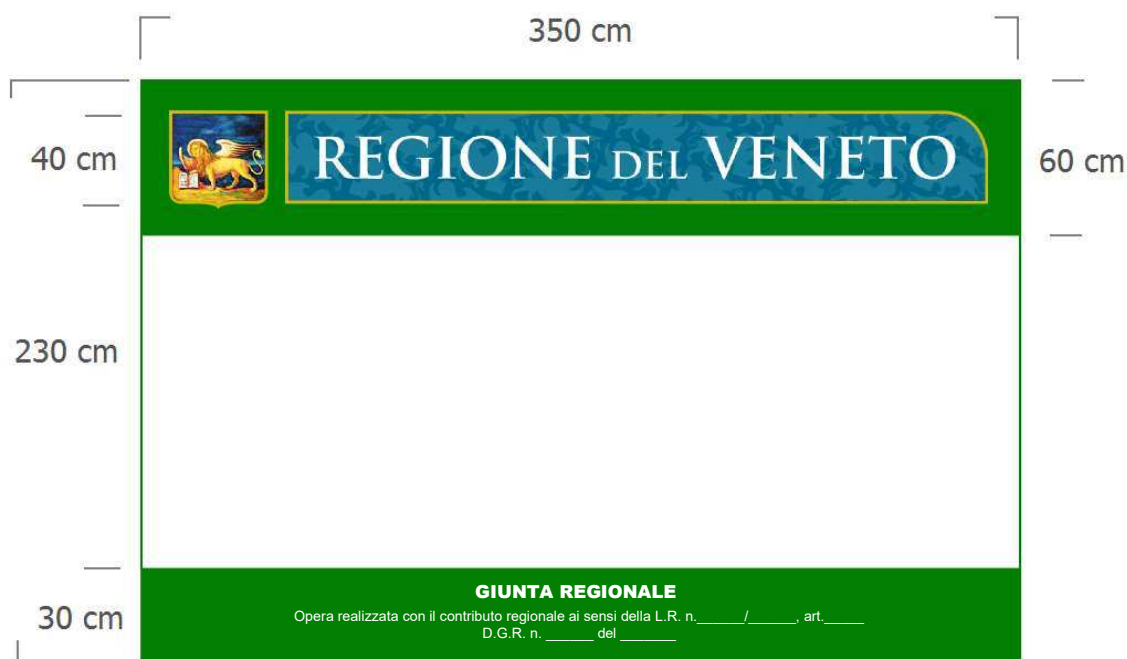 350 cm
40 cm
REGIONE DEL VENETO
60 cm
230 cm
30 cm
GIUNTA REGIONALE
Opera realizzata con il contributo regionale ai sensi della L.R. n.______/______, art._____
D.G.R. n. ______ del _______